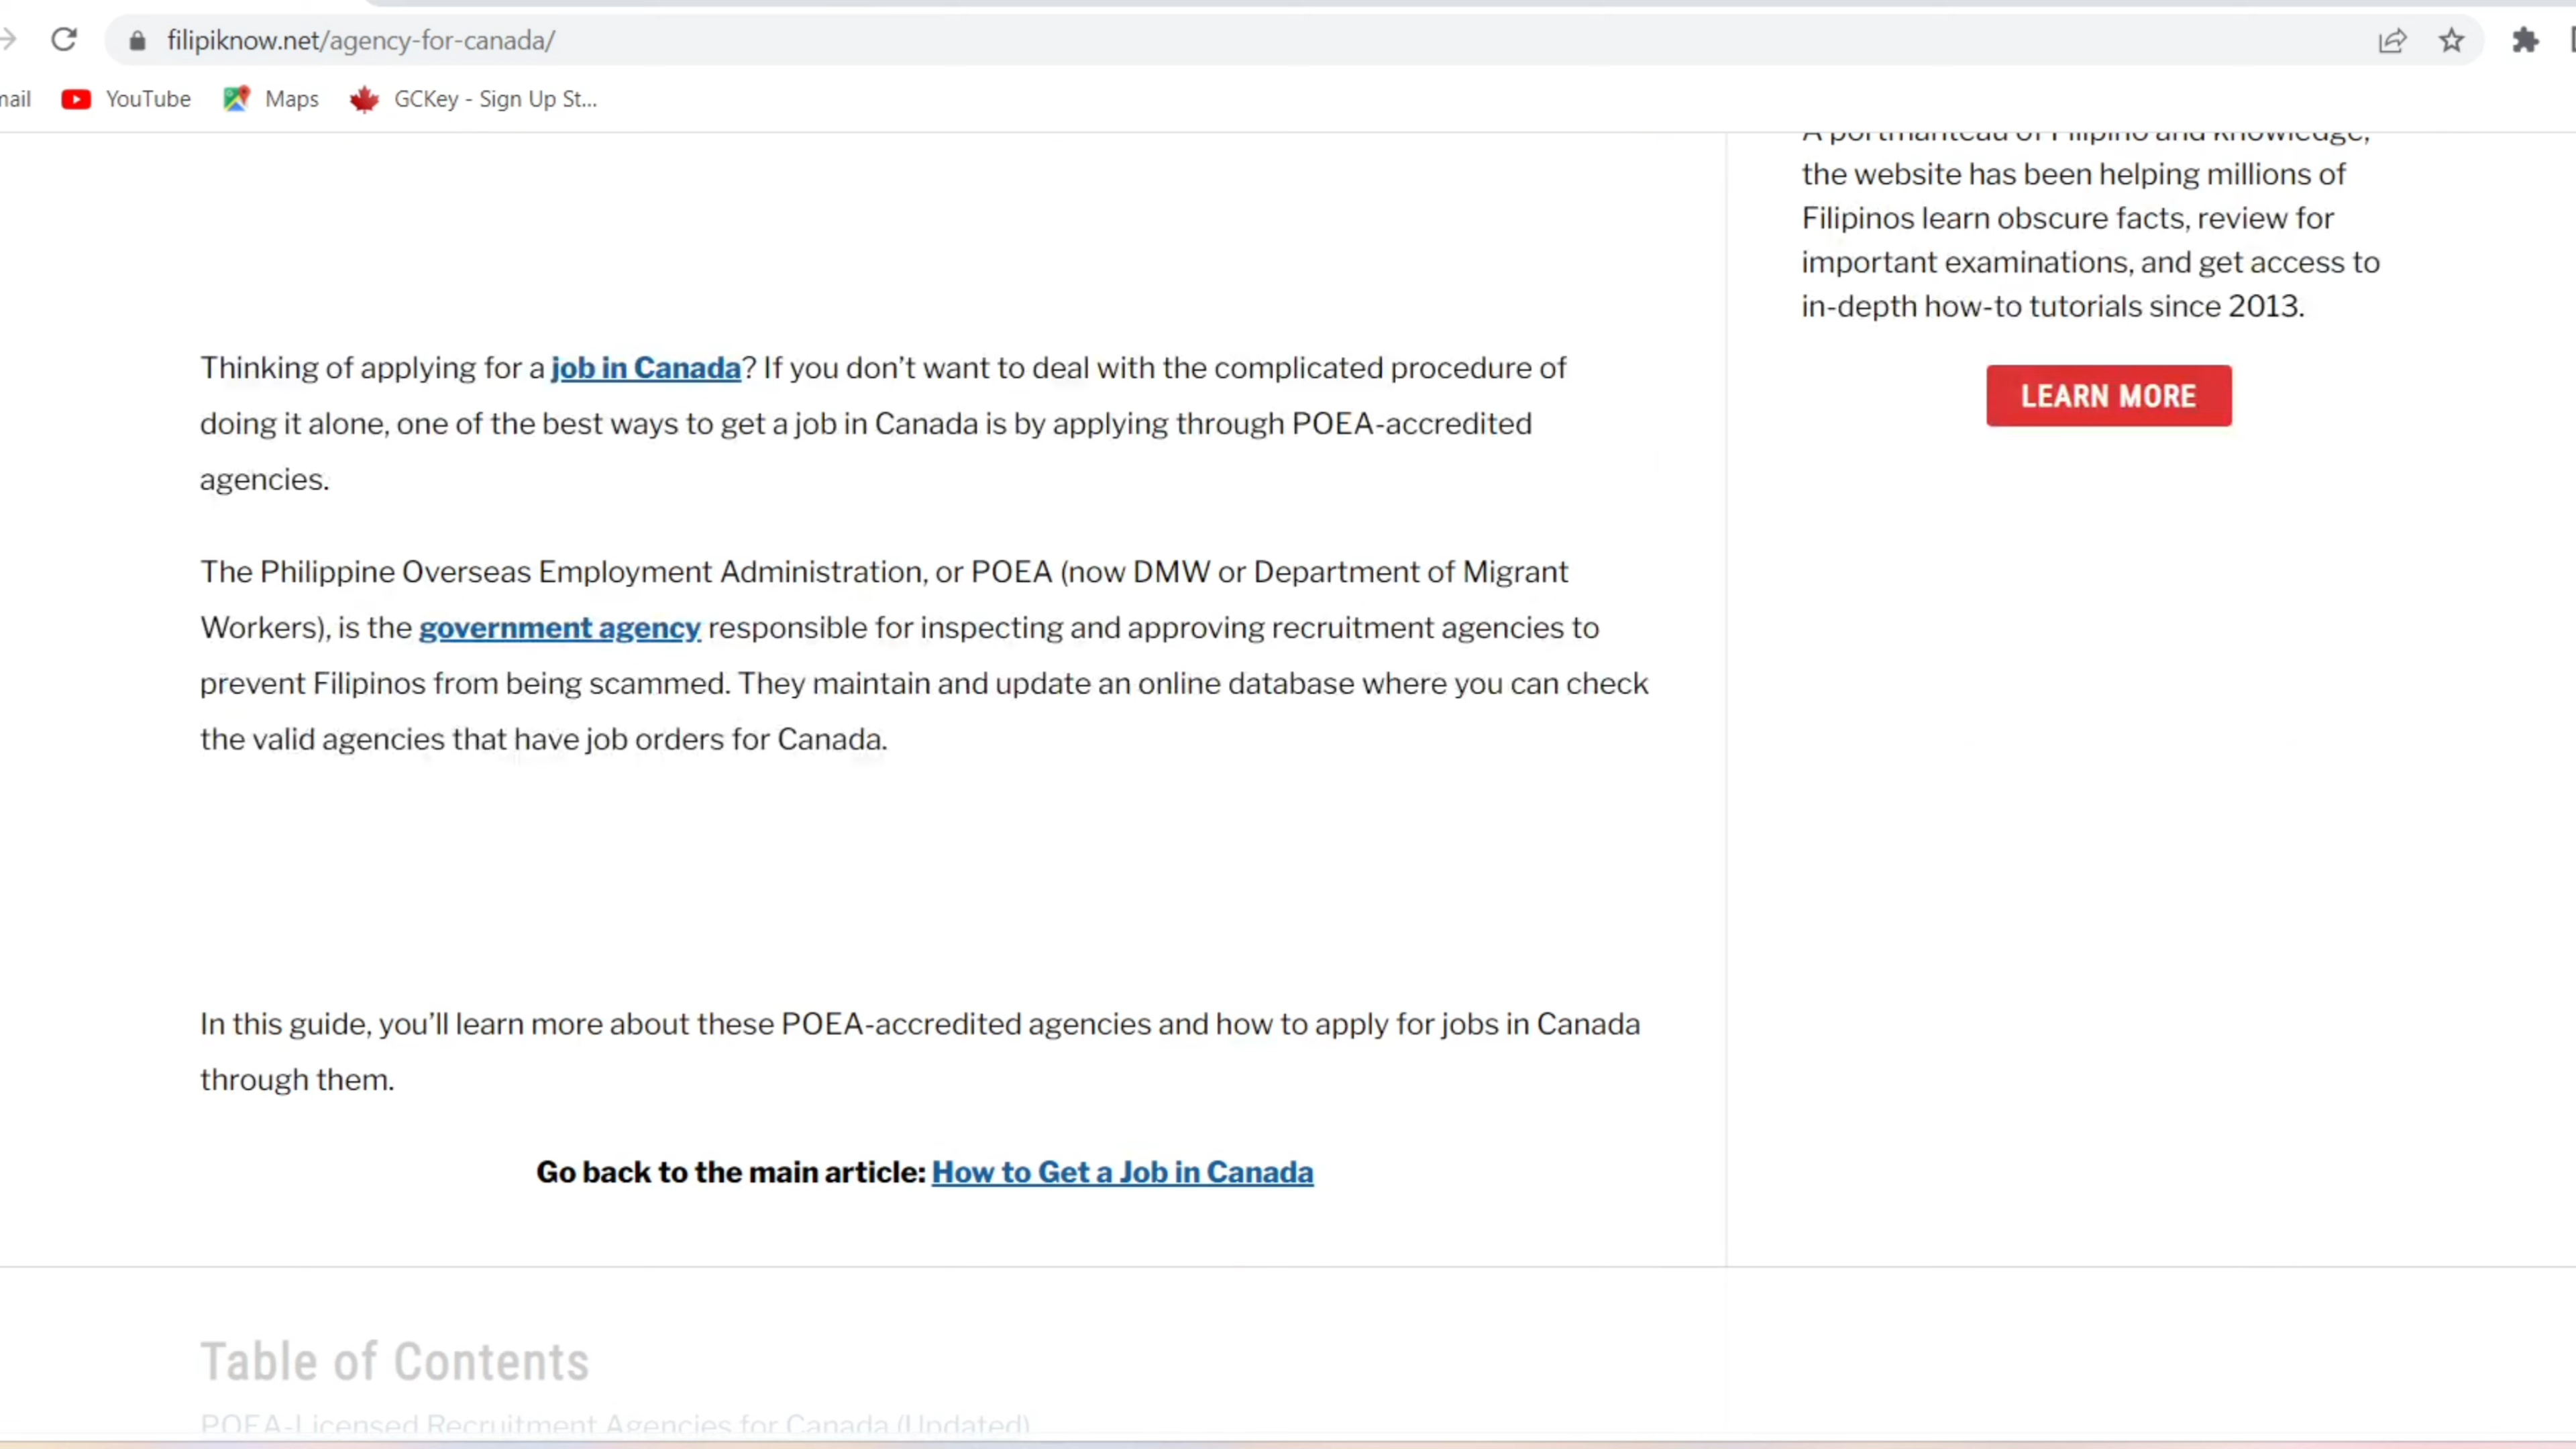 filipiknow.net/agency-for-canada/
mail YouTube Maps GCKey - Sign Up St...
A portmanteau of Filipino and knowledge,
the website has been helping millions of
Filipinos learn obscure facts, review for
important examinations, and get access to
in-depth how-to tutorials since 2013.
LEARN MORE
Thinking of applying for a job in Canada? If you don’t want to deal with the complicated procedure of
doing it alone, one of the best ways to get a job in Canada is by applying through POEA-accredited
agencies.
The Philippine Overseas Employment Administration, or POEA (now DMW or Department of Migrant
Workers), is the government agency responsible for inspecting and approving recruitment agencies to
prevent Filipinos from being scammed. They maintain and update an online database where you can check
the valid agencies that have job orders for Canada.
In this guide, you’ll learn more about these POEA-accredited agencies and how to apply for jobs in Canada
through them.
Go back to the main article: How to Get a Job in Canada
Table of Contents
POEA-Licensed Recruitment Agencies for Canada (Updated)